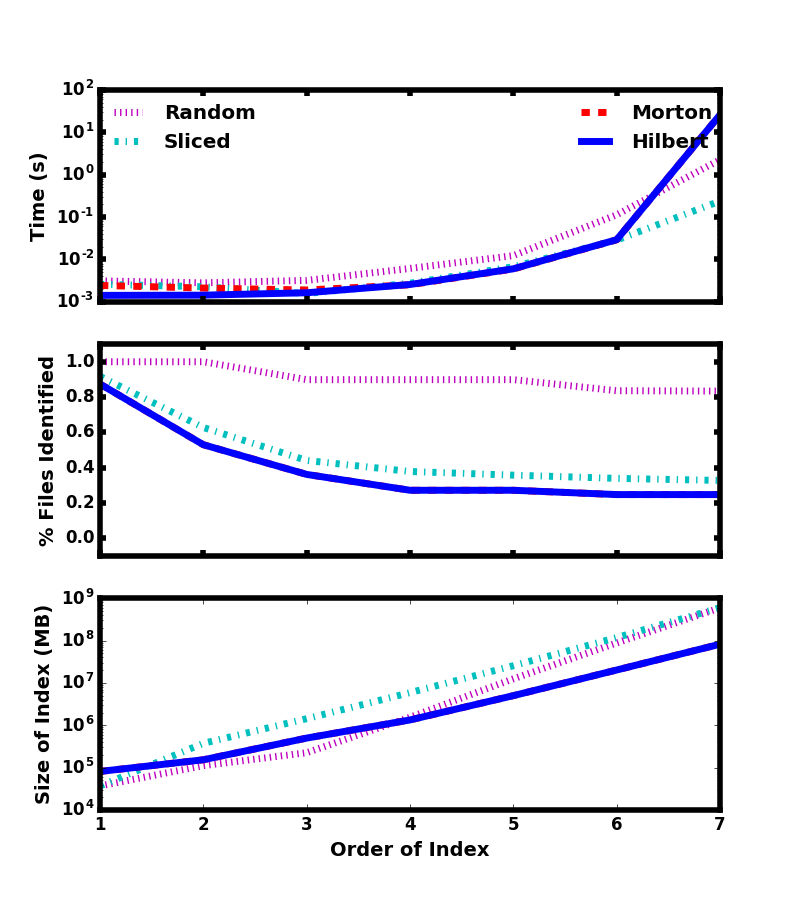 10^2
10^1
10^0
10^-1
10^-2
10^-3
Time (s)
Random
Sliced
Morton
Hilbert
1.0
0.8
0.6
0.4
0.2
0.0
% Files Identified
10^9
10^8
10^7
10^6
10^5
10^4
Size of Index (MB)
1 2 3 4 5 6 7
Order of Index